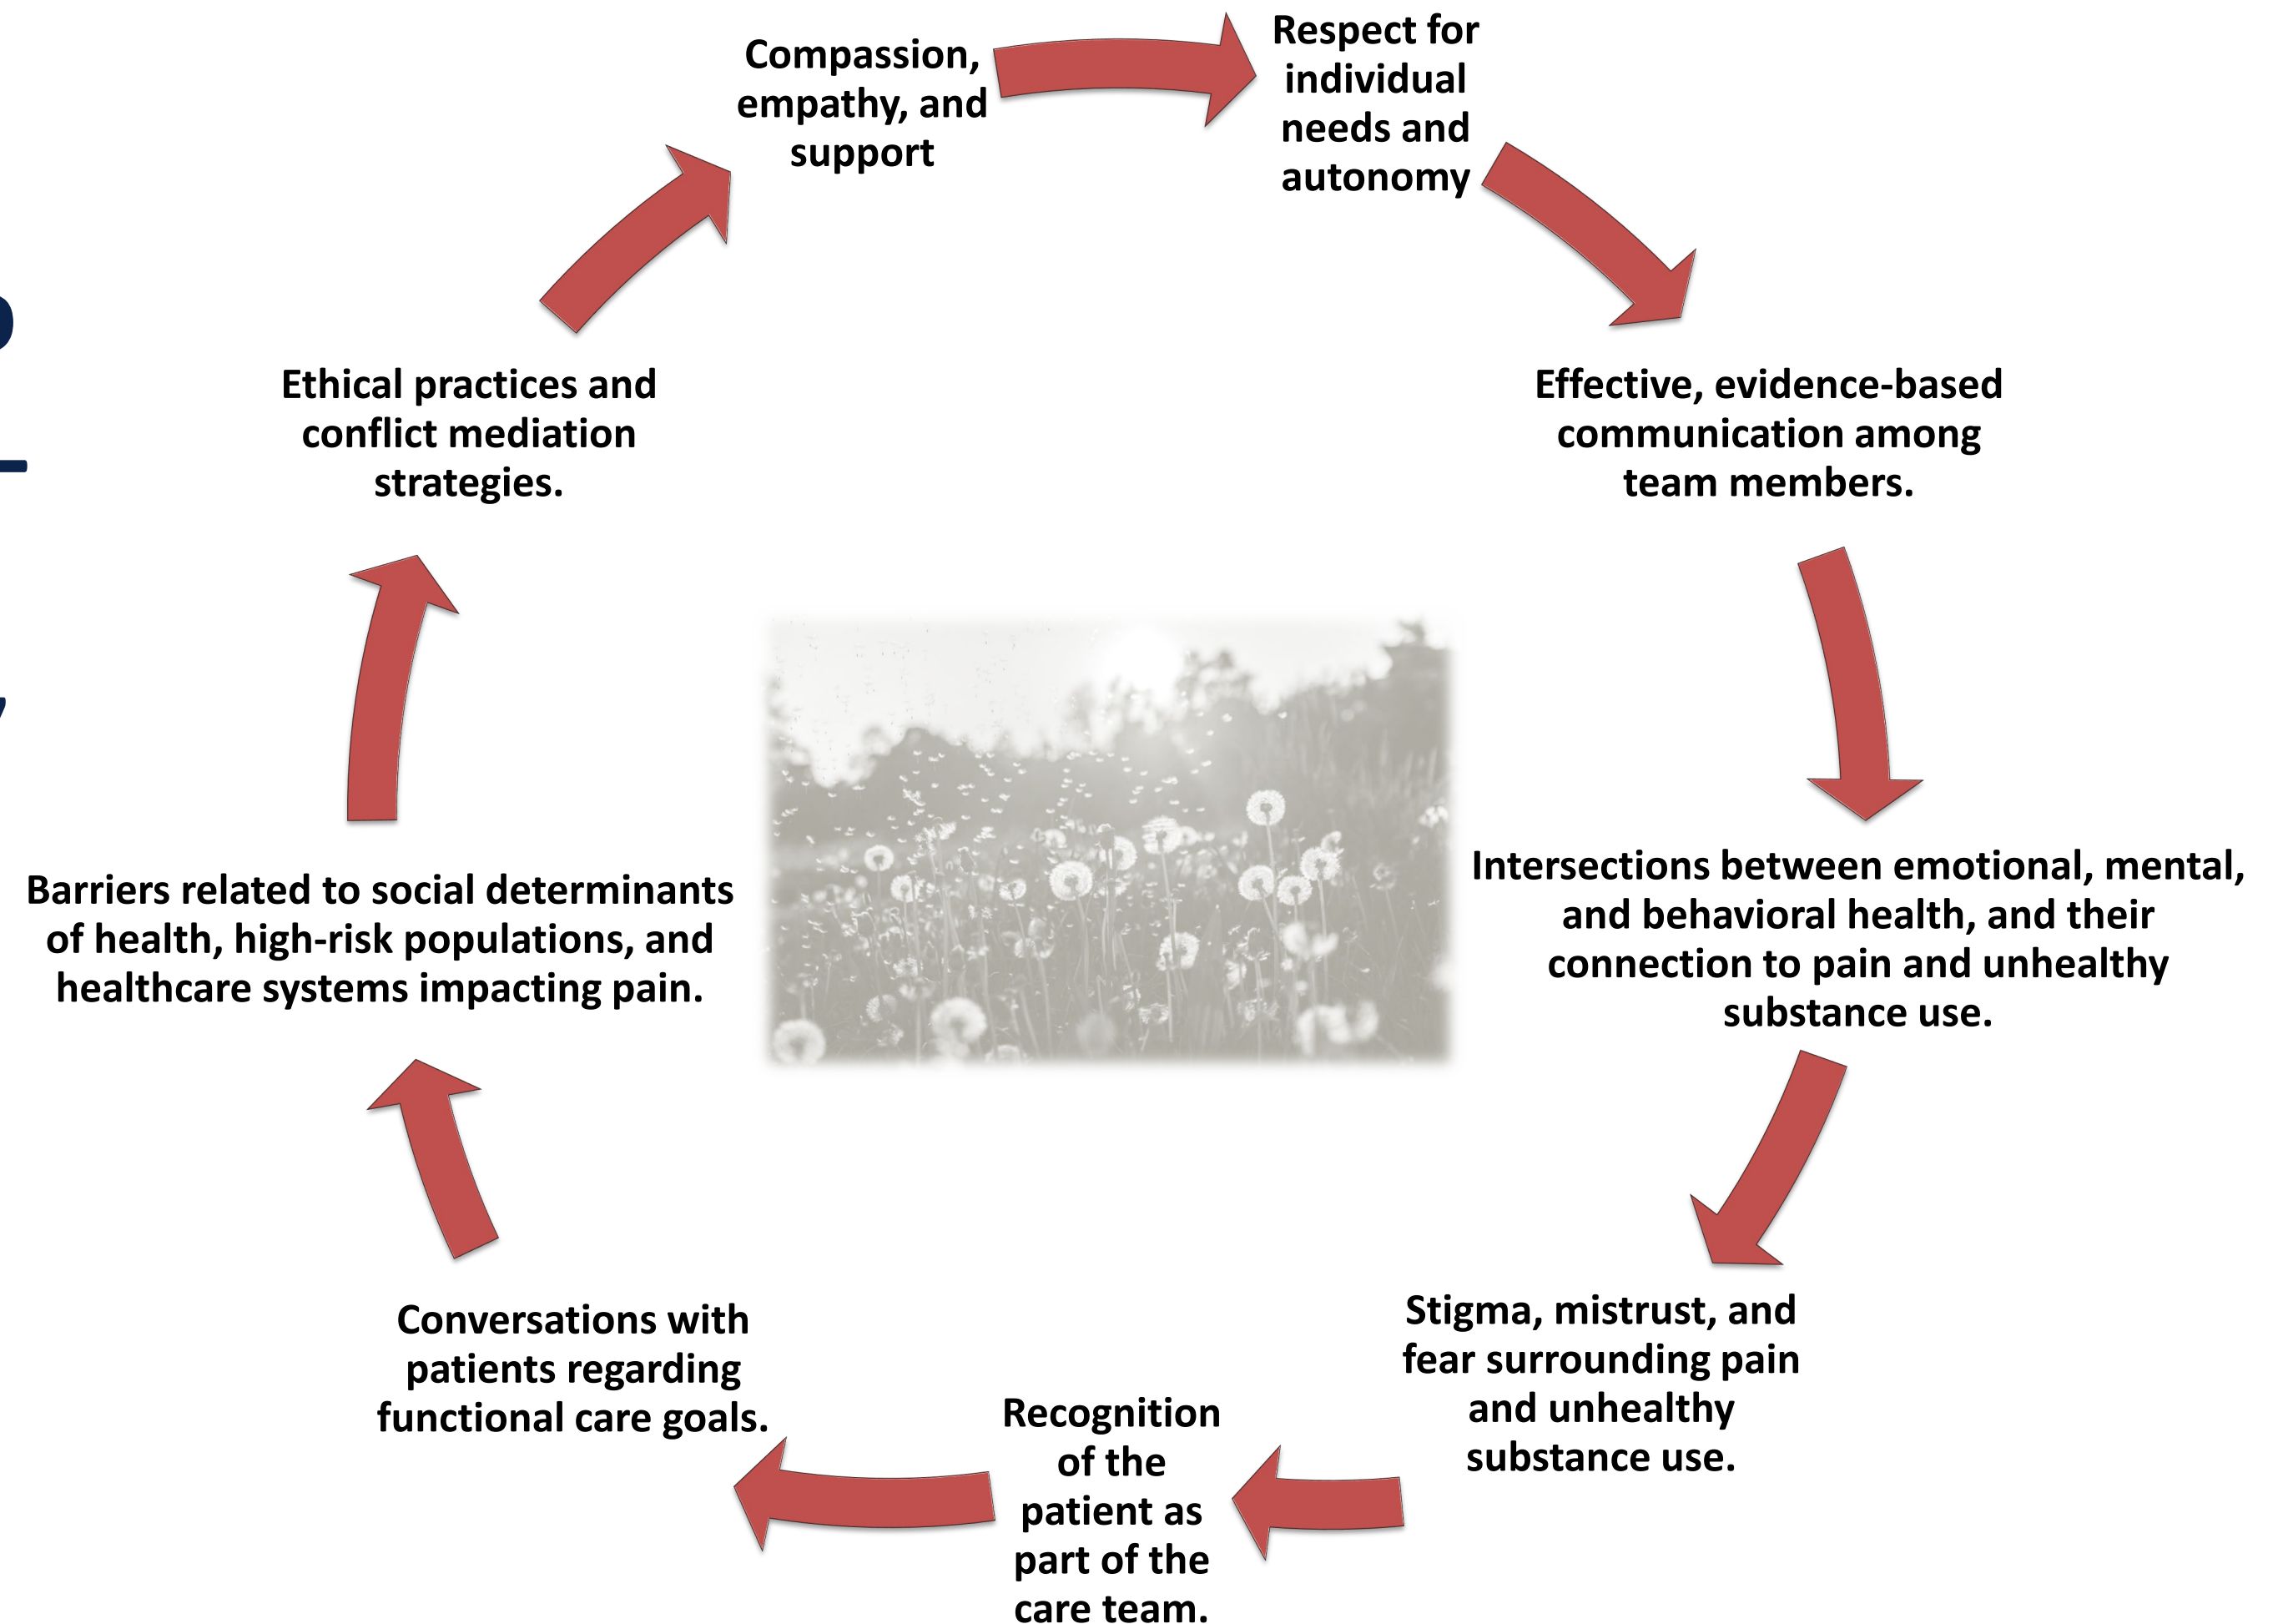 Compassion,
empathy, and
support
Respect for
individual
needs and
autonomy
Effective, evidence-based
communication among
team members.
Intersections between emotional, mental,
and behavioral health, and their
connection to pain and unhealthy
substance use.
Stigma, mistrust, and
fear surrounding pain
and unhealthy
substance use.
Recognition
of the
patient as
part of the
care team.
Conversations with
patients regarding
functional care goals.
Barriers related to social determinants
of health, high-risk populations, and
healthcare systems impacting pain.
Ethical practices and
conflict mediation
strategies.